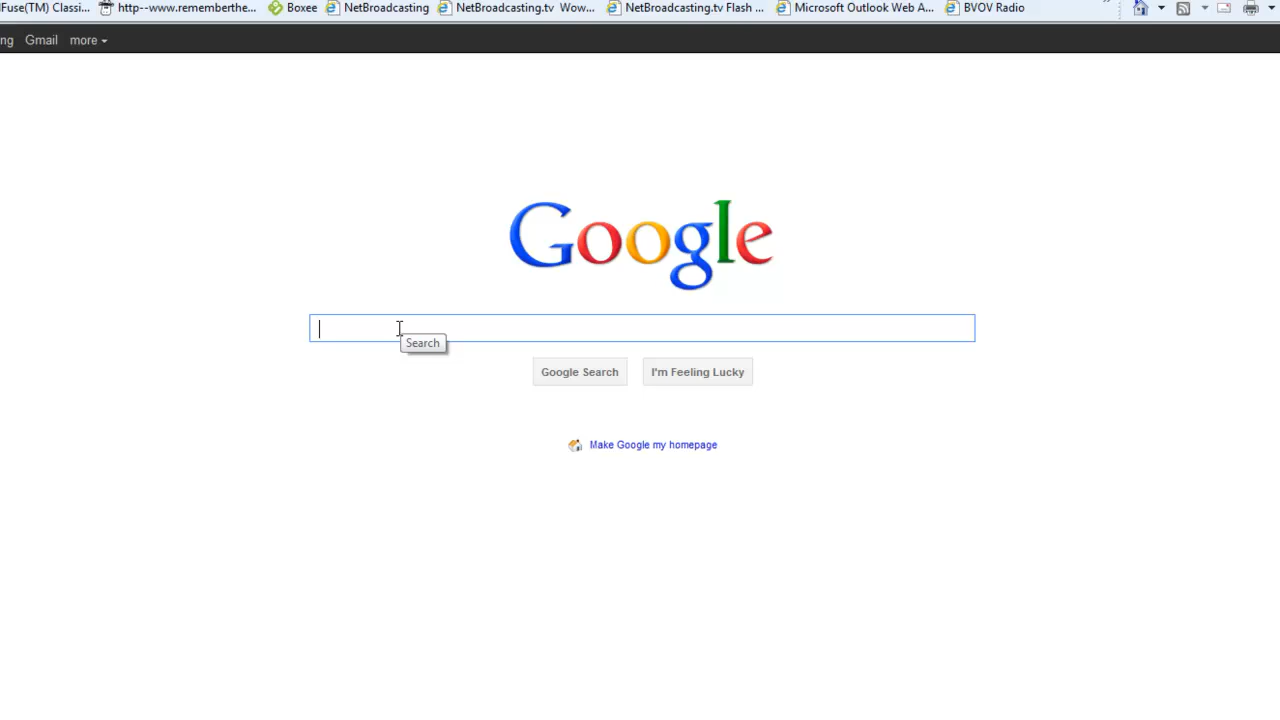 Fuse(TM) Classi... http--www.rememberthe... Boxee NetBroadcasting NetBroadcasting.tv Wow... NetBroadcasting.tv Flash ... Microsoft Outlook Web A... BVOV Radio
ng Gmail more
Google
Search
Google Search I'm Feeling Lucky
Make Google my homepage